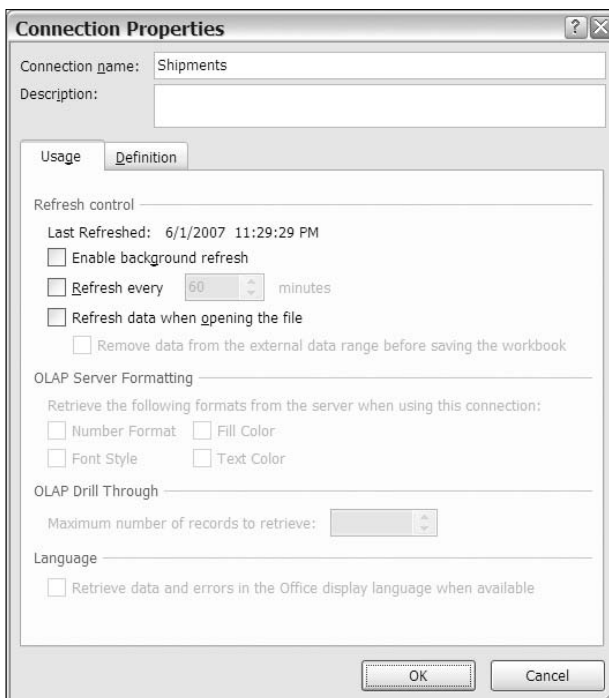 Connection Properties
?
Connection name: Shipments
Description:
Usage Definition
Refresh control
Last Refreshed: 6/1/2007 11:29:29 PM
Enable background refresh
Refresh every 60 minutes
Refresh data when opening the file
Remove data from the external data range before saving the workbook
OLAP Server Formatting
Retrieve the following formats from the server when using this connection:
Number Format Fill Color
Font Style Text Color
OLAP Drill Through
Maximum number of records to retrieve:
Language
Retrieve data and errors in the Office display language when available
OK Cancel